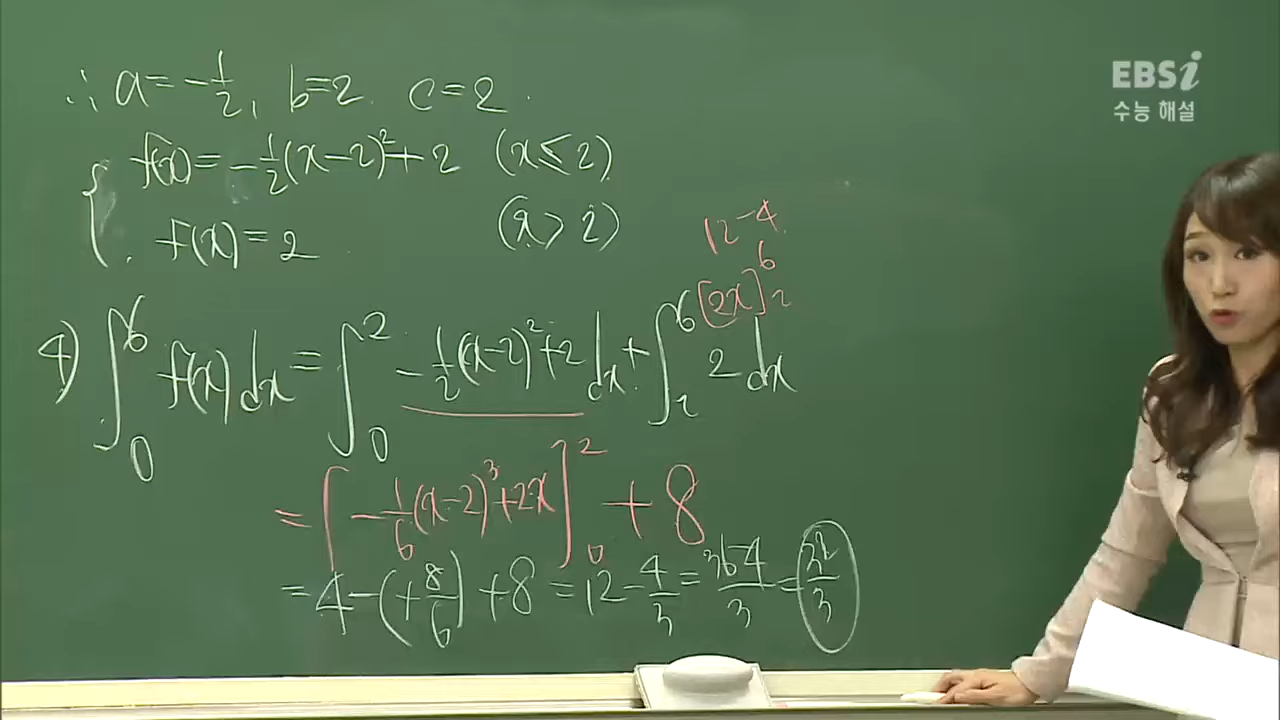 EBSi
수능 해설
∴ a=-1/2, b=2. c=2.
f(x)=-1/2(x-2)²+2 (x≤2)
f(x)=2 (x>2)
12-4
[2x]₂⁶
4) ∫₀⁶ f(x)dx = ∫₀² -1/2(x-2)²+2 dx + ∫₂⁶ 2 dx
= [-1/6(x-2)³+2x]₀² + 8
= 4-(+8/6)+8 = 12-4/3 = 36-4/3 = 32/3